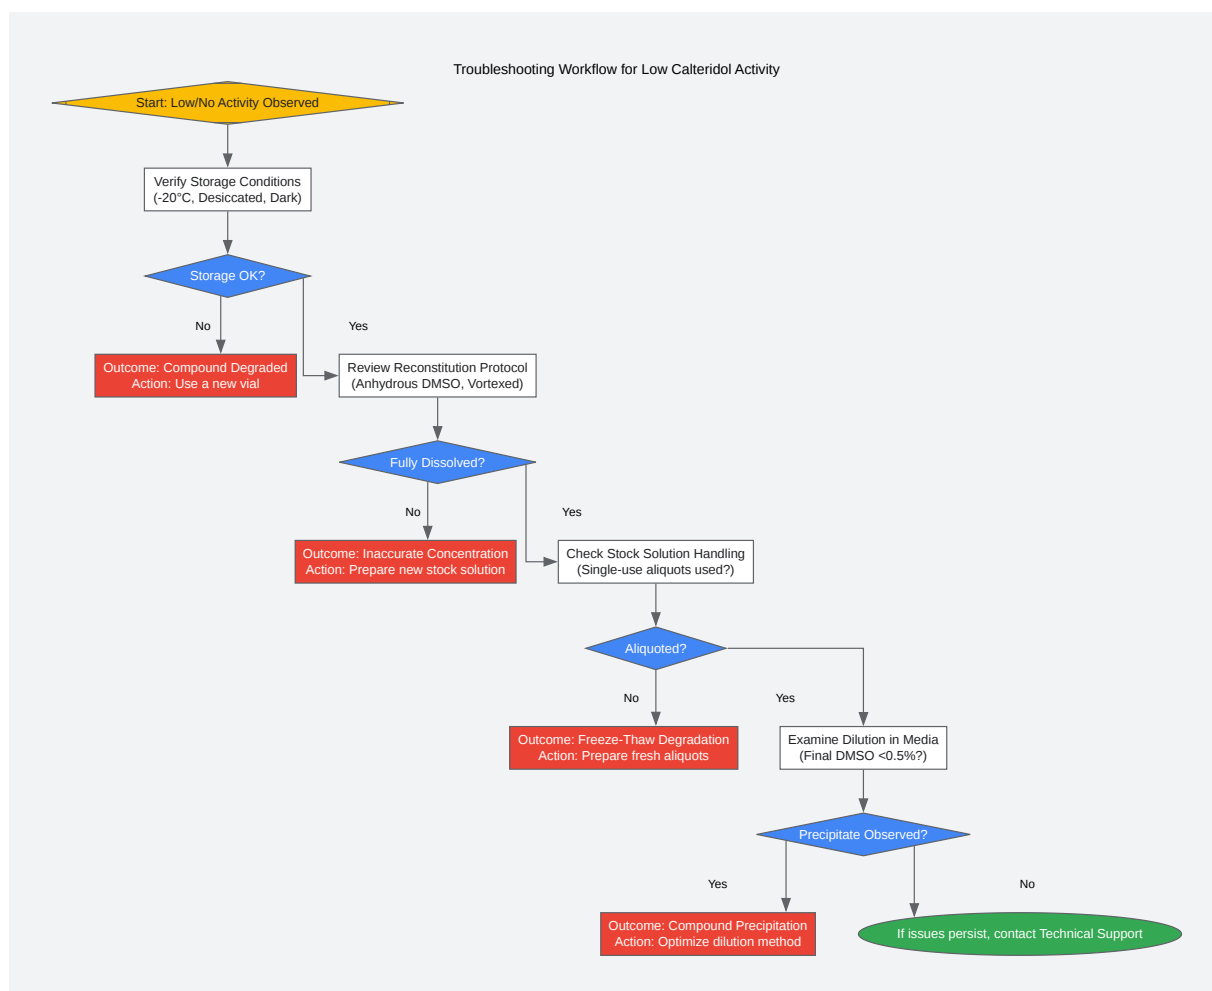 Troubleshooting Workflow for Low Calteridol Activity
Start: Low/No Activity Observed
Verify Storage Conditions
(-20°C, Desiccated, Dark)
Storage OK?
No
Yes
Outcome: Compound Degraded
Action: Use a new vial
Review Reconstitution Protocol
(Anhydrous DMSO, Vortexed)
Fully Dissolved?
No
Yes
Outcome: Inaccurate Concentration
Action: Prepare new stock solution
Check Stock Solution Handling
(Single-use aliquots used?)
Aliquoted?
No
Yes
Outcome: Freeze-Thaw Degradation
Action: Prepare fresh aliquots
Examine Dilution in Media
(Final DMSO <0.5%?)
Precipitate Observed?
Yes
No
Outcome: Compound Precipitation
Action: Optimize dilution method
If issues persist, contact Technical Support